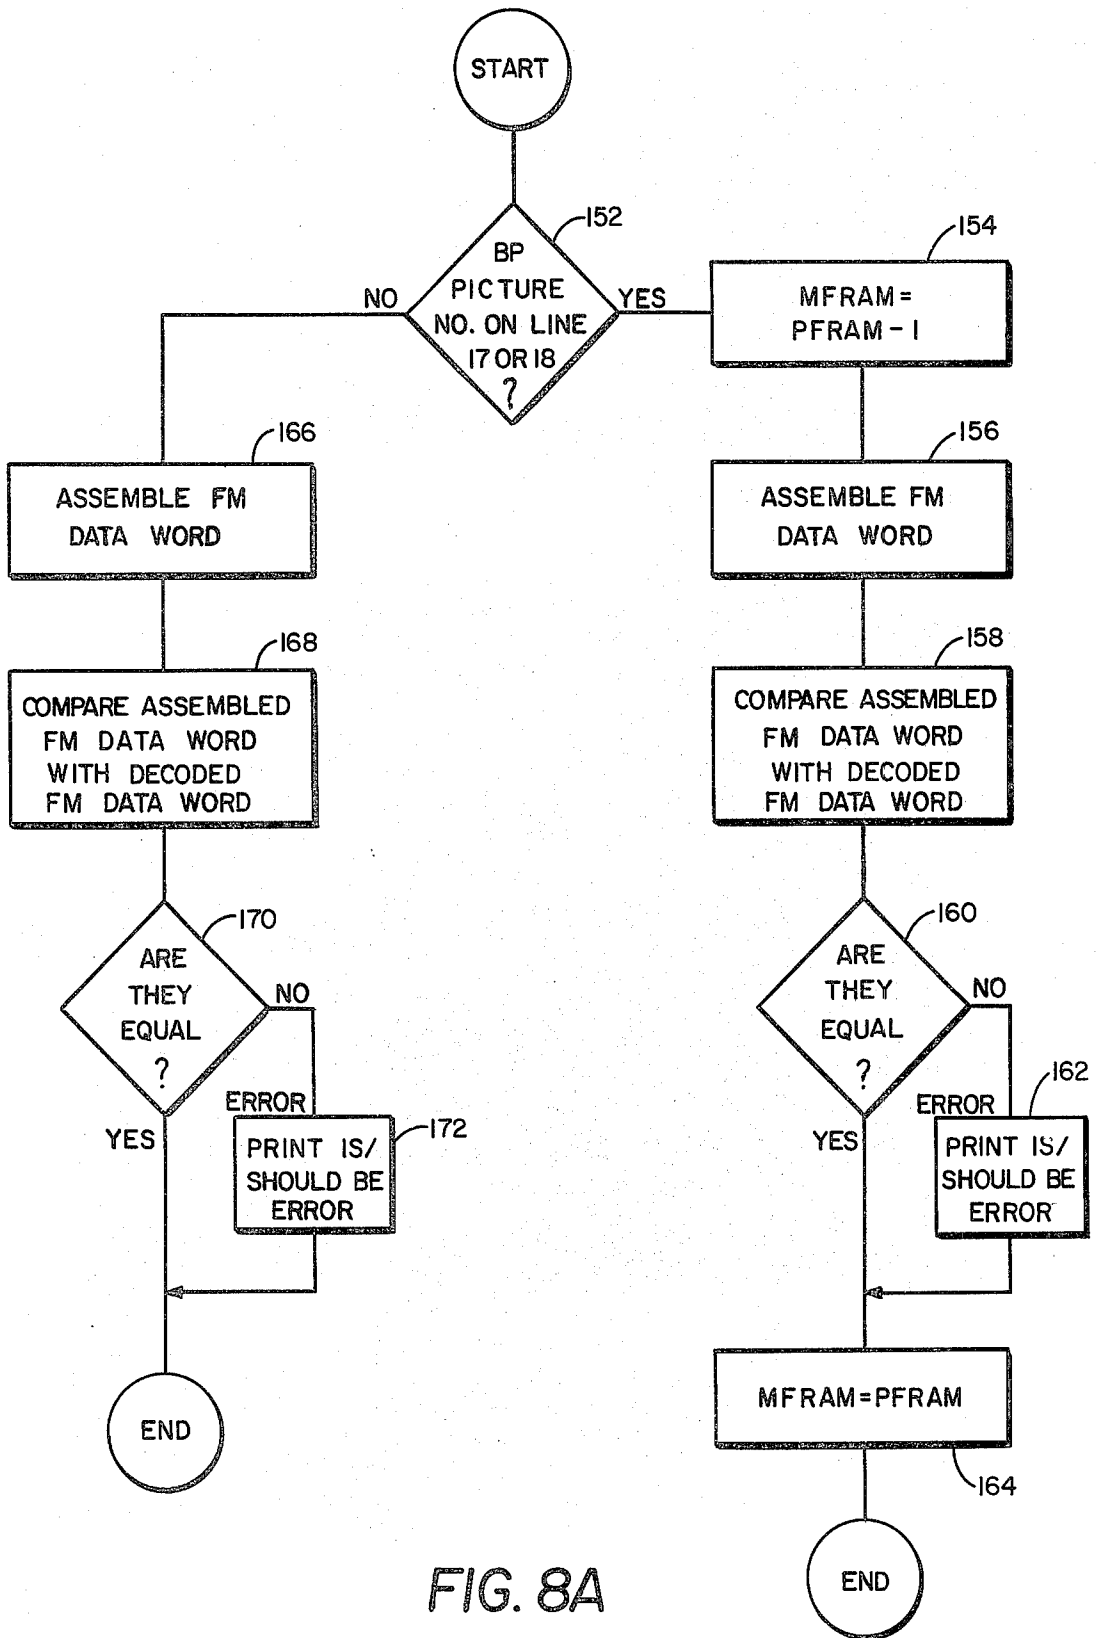 START
152
BP
PICTURE
NO. ON LINE
17 OR 18
?
NO
YES
154
MFRAM=
PFRAM-1
166
ASSEMBLE FM
DATA WORD
156
ASSEMBLE FM
DATA WORD
168
COMPARE ASSEMBLED
FM DATA WORD
WITH DECODED
FM DATA WORD
158
COMPARE ASSEMBLED
FM DATA WORD
WITH DECODED
FM DATA WORD
170
ARE
THEY
EQUAL
?
NO
YES
ERROR
172
PRINT IS/
SHOULD BE
ERROR
END
160
ARE
THEY
EQUAL
?
NO
YES
ERROR
162
PRINT IS/
SHOULD BE
ERROR
MFRAM=PFRAM
164
END
FIG. 8A